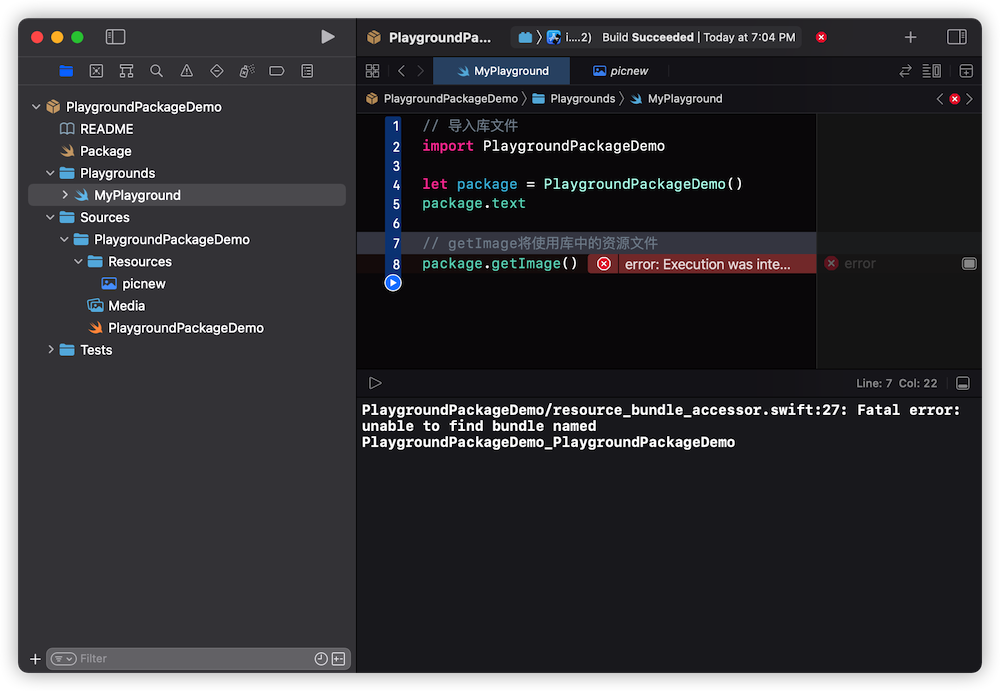 PlaygroundPa...
i....2) Build Succeeded | Today at 7:04 PM
MyPlayground
picnew
PlaygroundPackageDemo
README
Package
Playgrounds
MyPlayground
Sources
PlaygroundPackageDemo
Resources
picnew
Media
PlaygroundPackageDemo
Tests
Filter
PlaygroundPackageDemo 〉 Playgrounds 〉 MyPlayground
1 // 导入库文件
2 import PlaygroundPackageDemo
3
4 let package = PlaygroundPackageDemo()
5 package.text
6
7 // getImage将使用库中的资源文件
8 package.getImage() error: Execution was inte... error
Line: 7 Col: 22
PlaygroundPackageDemo/resource_bundle_accessor.swift:27: Fatal error:
unable to find bundle named
PlaygroundPackageDemo_PlaygroundPackageDemo